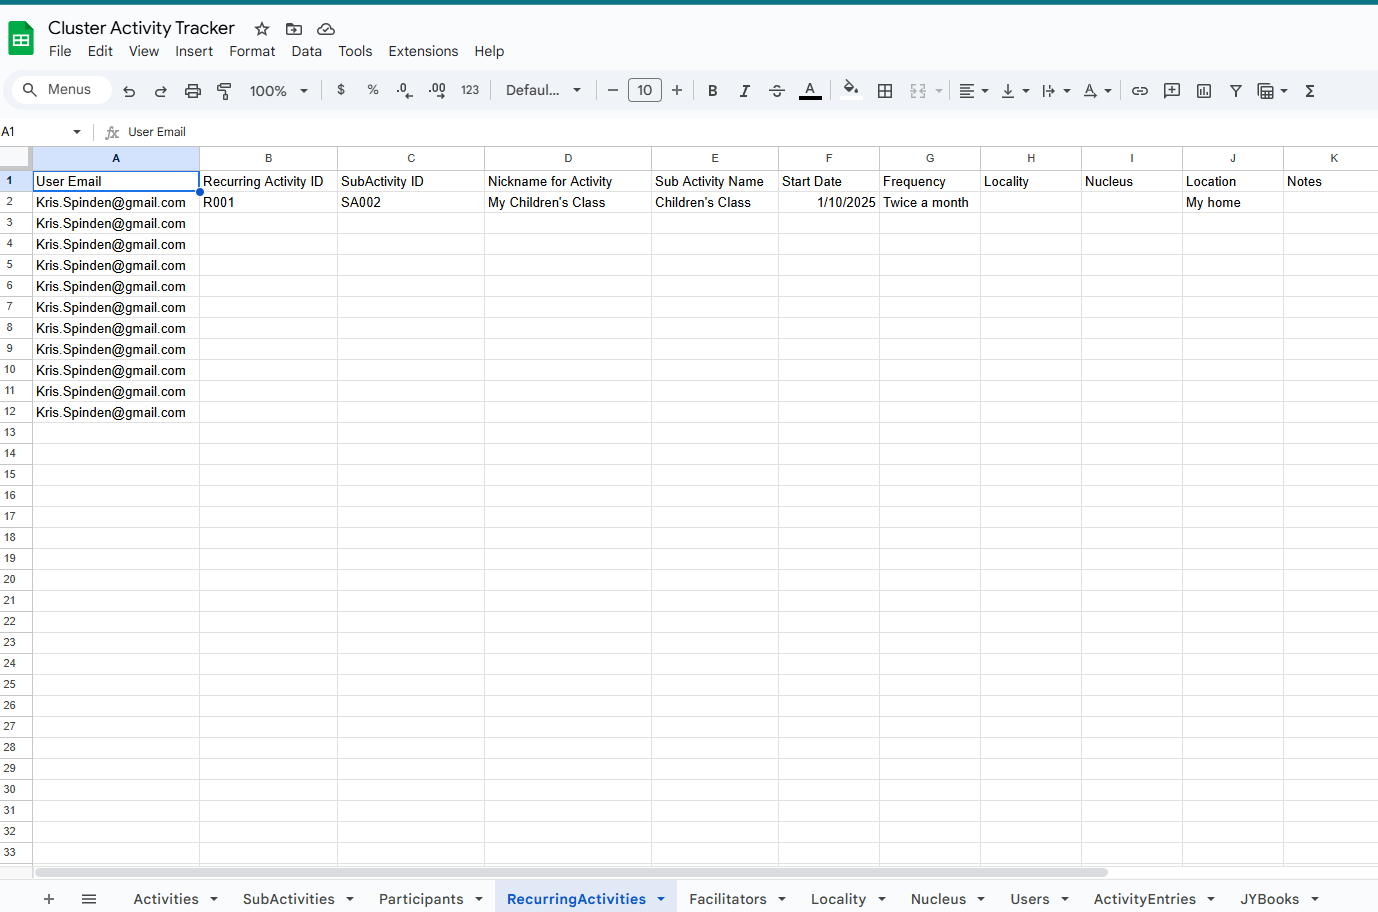 Cluster Activity Tracker
File Edit View Insert Format Data Tools Extensions Help
Menus 100% $ % .0 .00 123 Defaul... − 10 + B I S A Σ
A1 fx User Email
A B C D E F G H I J K
1 User Email Recurring Activity ID SubActivity ID Nickname for Activity Sub Activity Name Start Date Frequency Locality Nucleus Location Notes
2 Kris.Spinden@gmail.com R001 SA002 My Children's Class Children's Class 1/10/2025 Twice a month My home
3 Kris.Spinden@gmail.com
4 Kris.Spinden@gmail.com
5 Kris.Spinden@gmail.com
6 Kris.Spinden@gmail.com
7 Kris.Spinden@gmail.com
8 Kris.Spinden@gmail.com
9 Kris.Spinden@gmail.com
10 Kris.Spinden@gmail.com
11 Kris.Spinden@gmail.com
12 Kris.Spinden@gmail.com
13
14
15
16
17
18
19
20
21
22
23
24
25
26
27
28
29
30
31
32
33
+ Activities SubActivities Participants RecurringActivities Facilitators Locality Nucleus Users ActivityEntries JYBooks